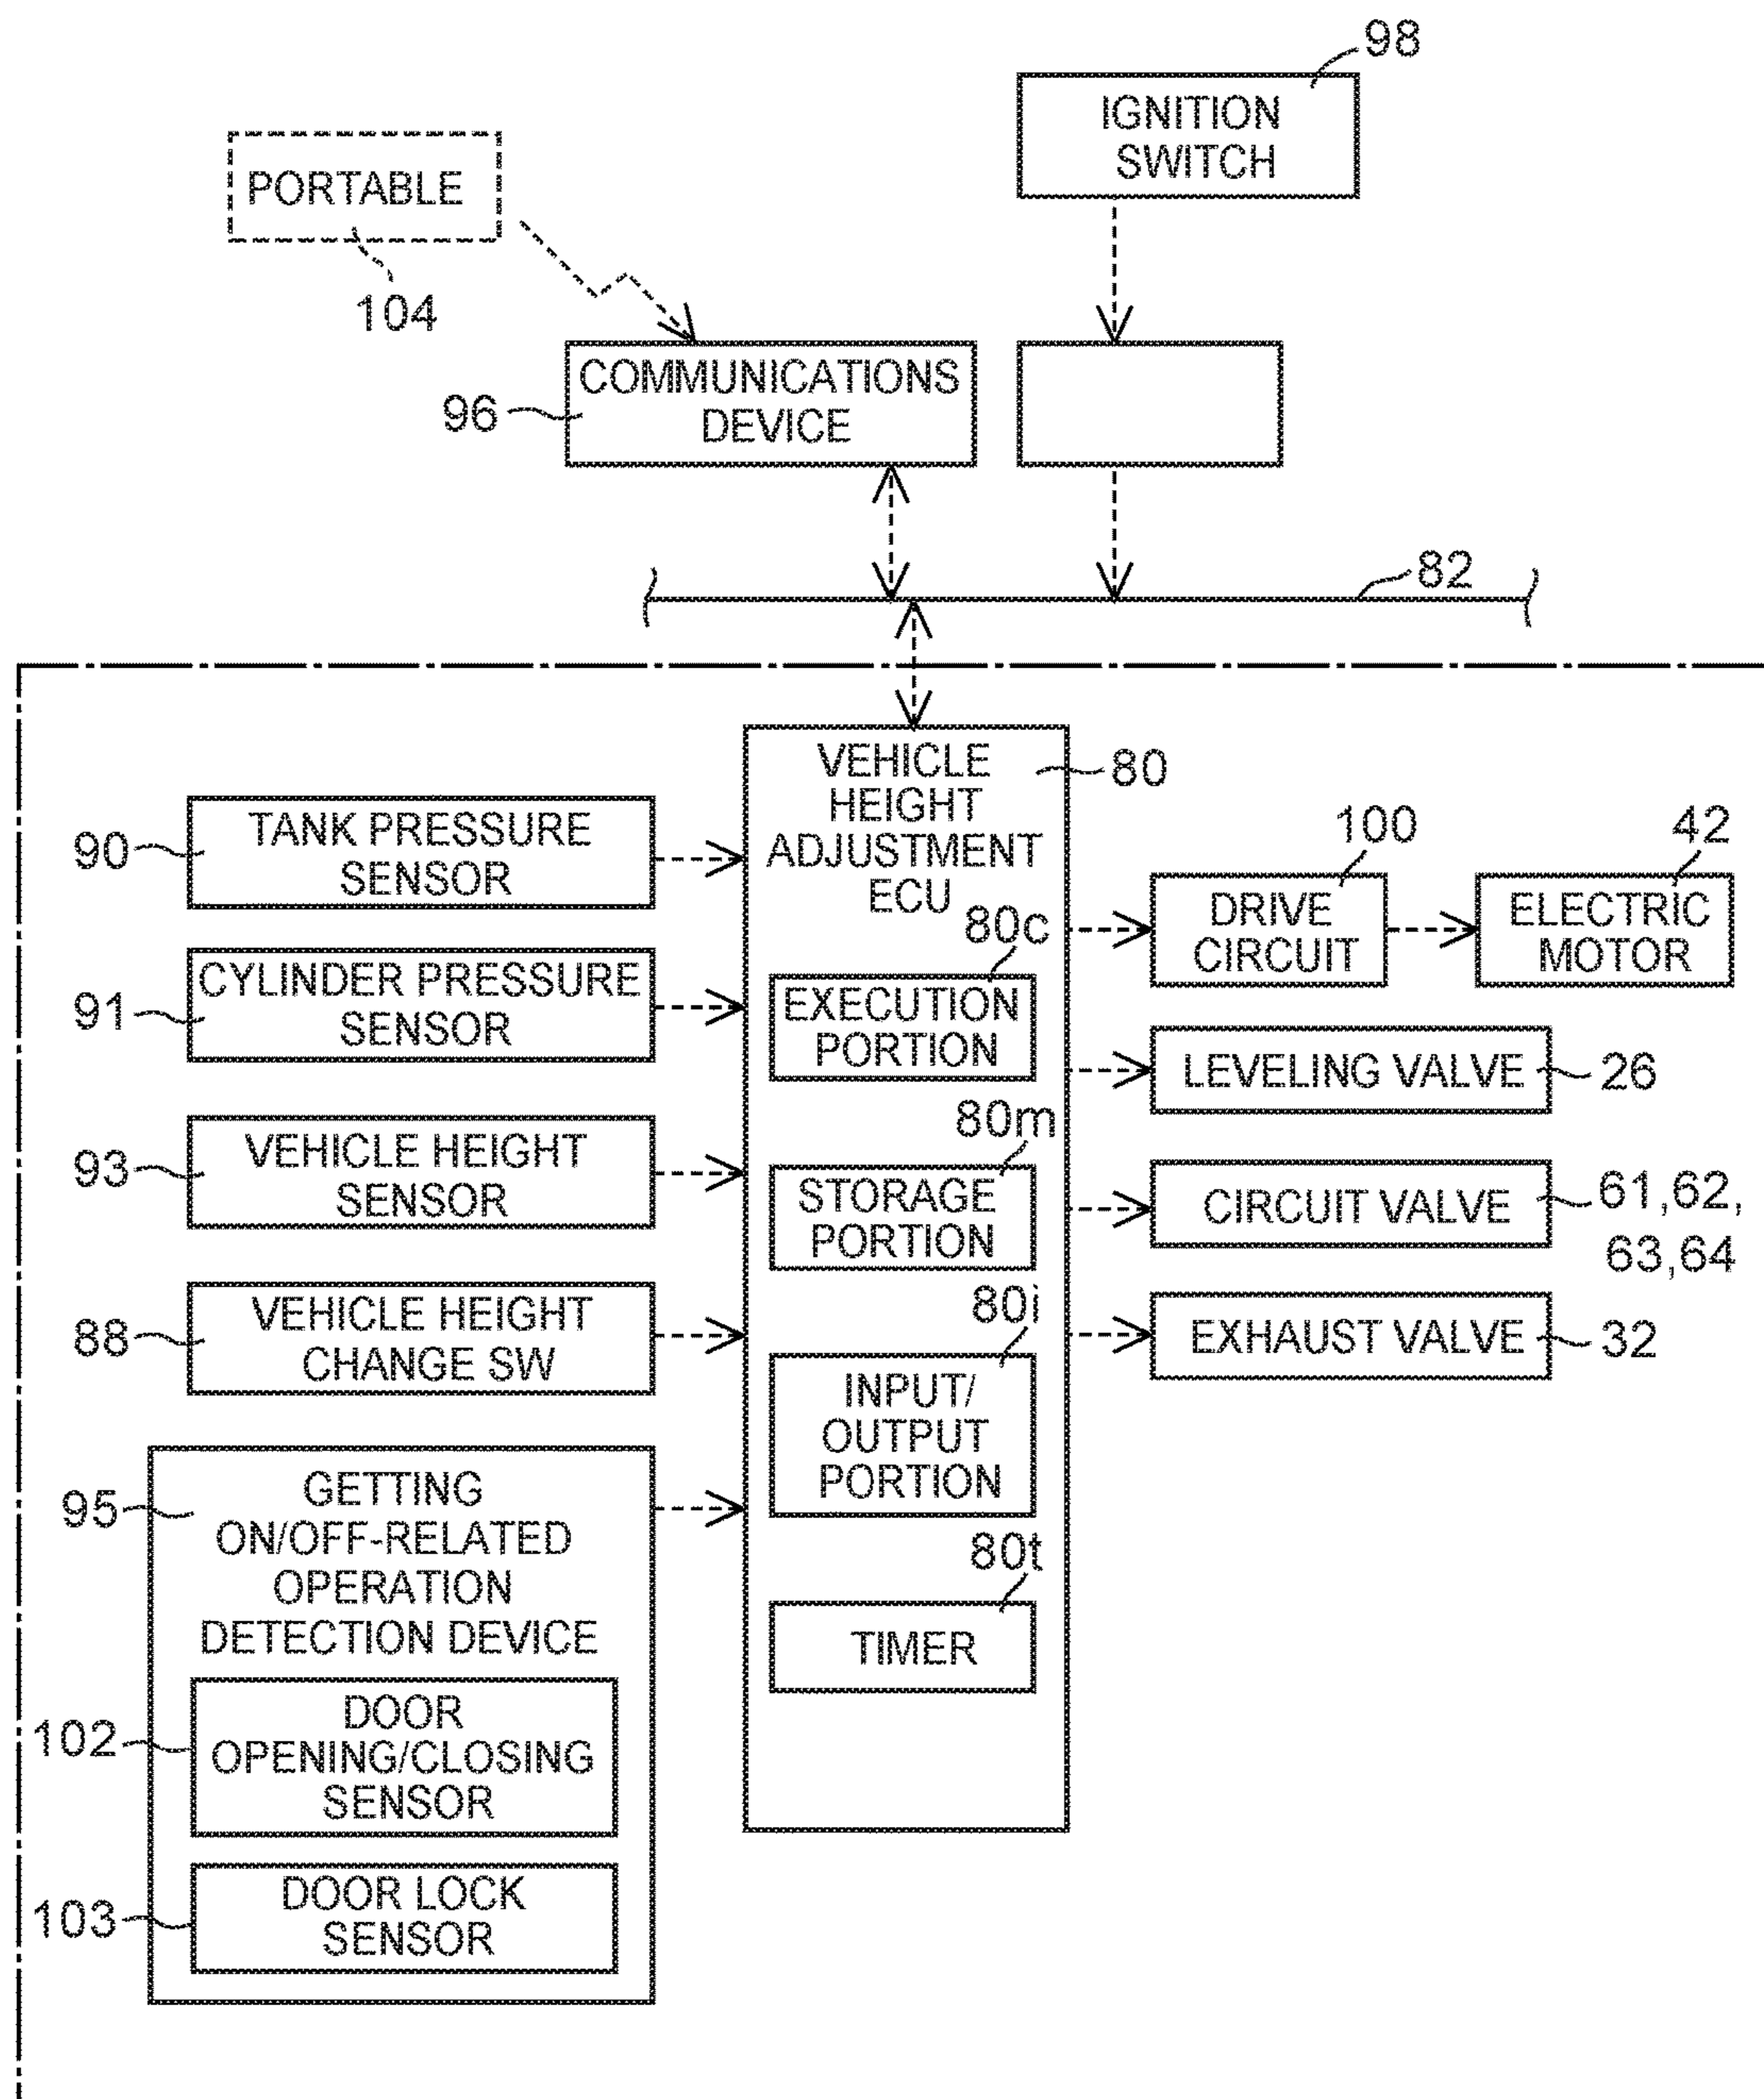 98
IGNITION
SWITCH
PORTABLE
104
COMMUNICATIONS
DEVICE
96
82
VEHICLE
HEIGHT
ADJUSTMENT
ECU
80
90
TANK PRESSURE
SENSOR
91
CYLINDER PRESSURE
SENSOR
93
VEHICLE HEIGHT
SENSOR
88
VEHICLE HEIGHT
CHANGE SW
95
GETTING
ON/OFF-RELATED
OPERATION
DETECTION DEVICE
102
DOOR
OPENING/CLOSING
SENSOR
103
DOOR LOCK
SENSOR
80c
EXECUTION
PORTION
80m
STORAGE
PORTION
80i
INPUT/
OUTPUT
PORTION
80t
TIMER
100
DRIVE
CIRCUIT
42
ELECTRIC
MOTOR
LEVELING VALVE
26
CIRCUIT VALVE
61,62,
63,64
EXHAUST VALVE
32